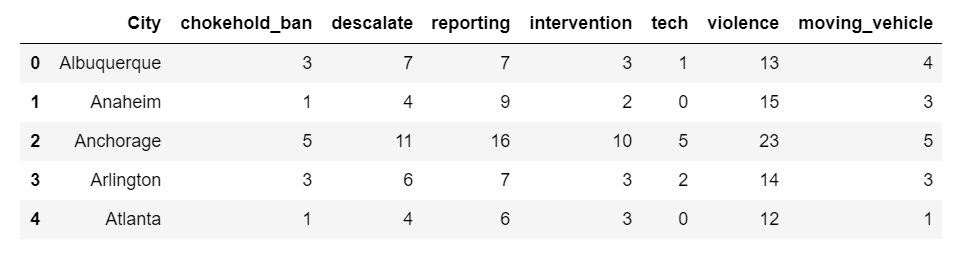 City chokehold_ban descalate reporting intervention tech violence moving_vehicle
0 Albuquerque 3 7 7 3 1 13 4
1 Anaheim 1 4 9 2 0 15 3
2 Anchorage 5 11 16 10 5 23 5
3 Arlington 3 6 7 3 2 14 3
4 Atlanta 1 4 6 3 0 12 1